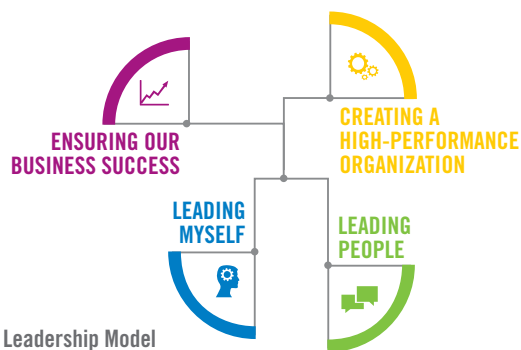 ENSURING OUR
BUSINESS SUCCESS
CREATING A
HIGH-PERFORMANCE
ORGANIZATION
LEADING
MYSELF
LEADING
PEOPLE
Leadership Model